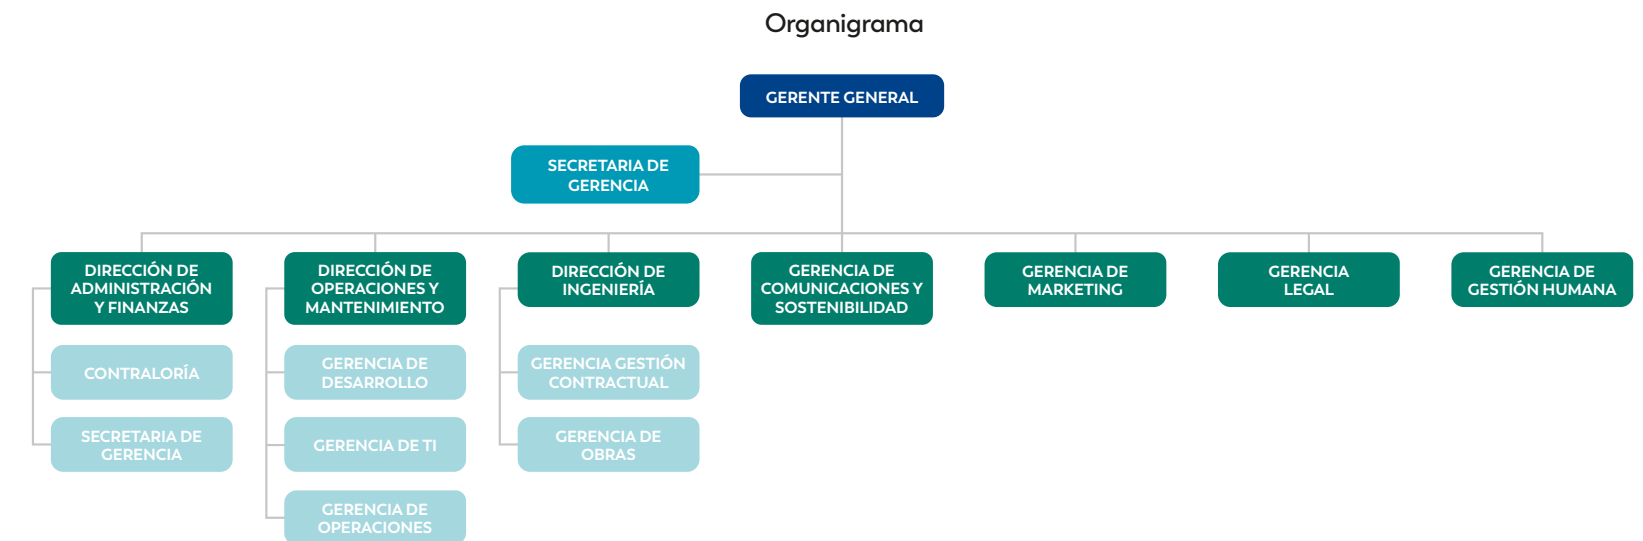 Organigrama
GERENTE GENERAL
SECRETARIA DE
GERENCIA
DIRECCIÓN DE
ADMINISTRACIÓN
Y FINANZAS
CONTRALORÍA
SECRETARIA DE
GERENCIA
DIRECCIÓN DE
OPERACIONES Y
MANTENIMIENTO
GERENCIA DE
DESARROLLO
GERENCIA DE TI
GERENCIA DE
OPERACIONES
DIRECCIÓN DE
INGENIERÍA
GERENCIA GESTIÓN
CONTRACTUAL
GERENCIA DE
OBRAS
GERENCIA DE
COMUNICACIONES Y
SOSTENIBILIDAD
GERENCIA DE
MARKETING
GERENCIA
LEGAL
GERENCIA DE
GESTIÓN HUMANA